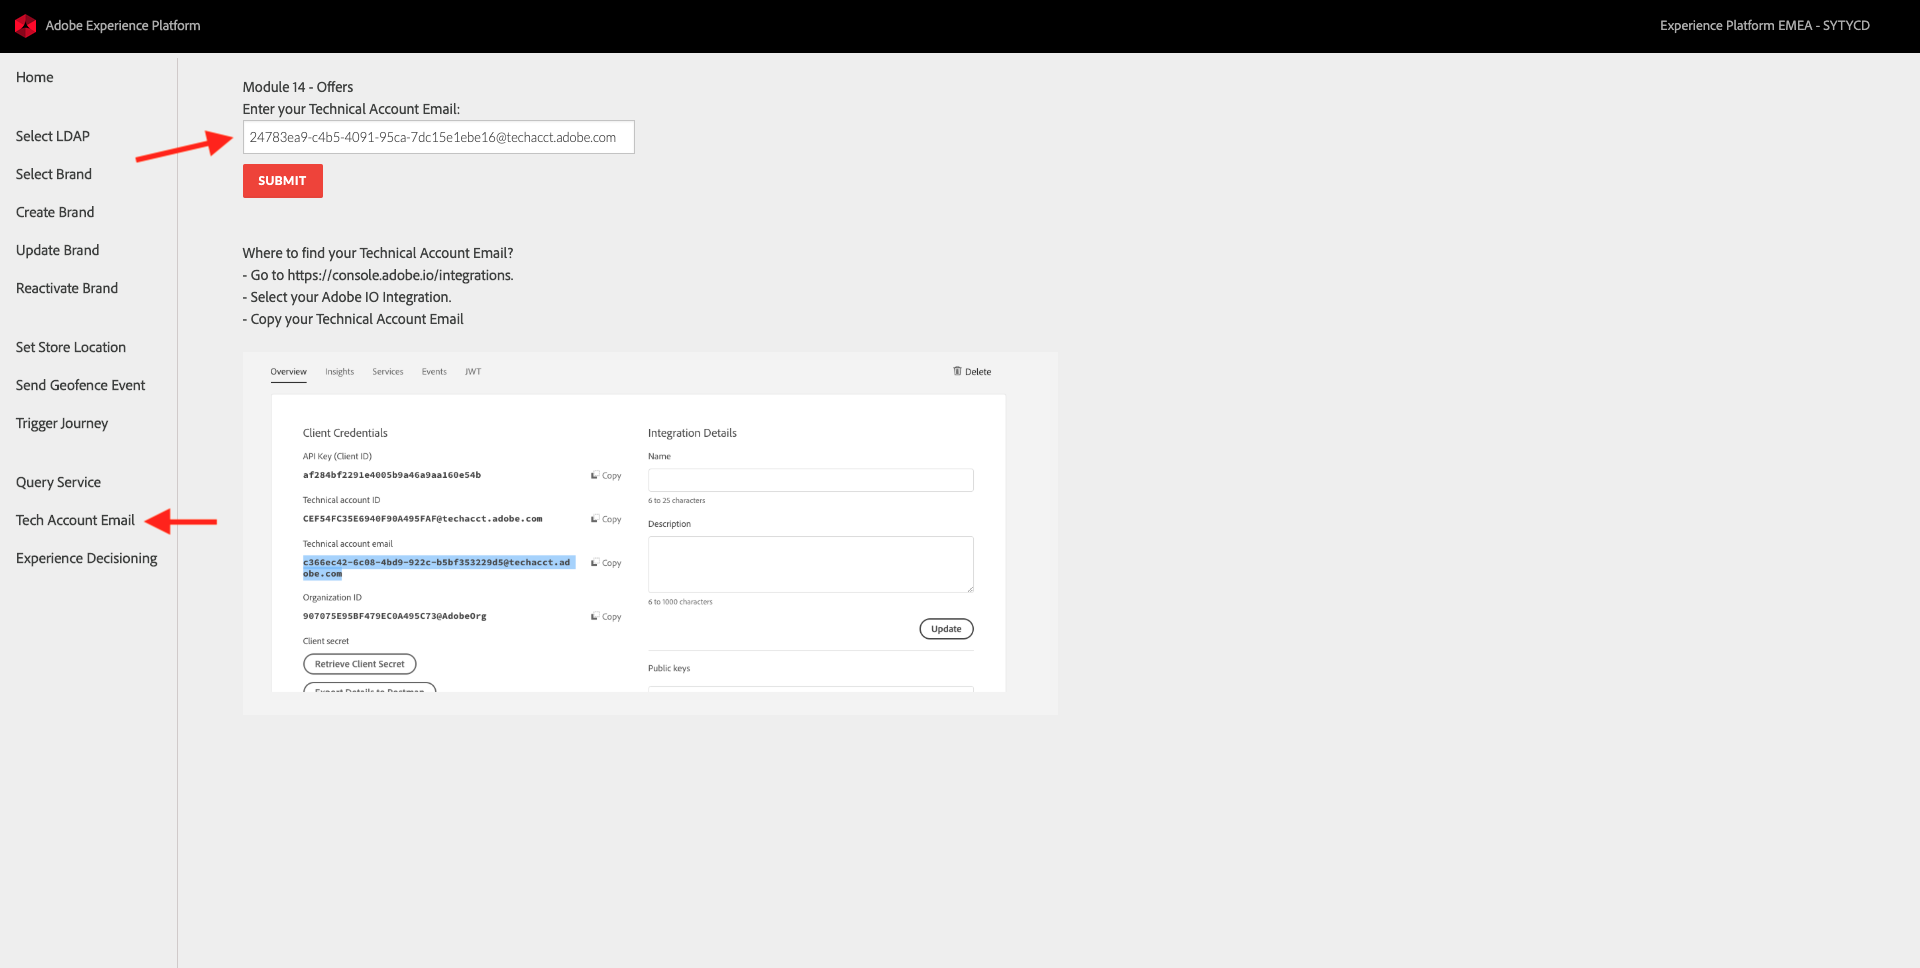 Adobe Experience Platform
Experience Platform EMEA - SYTYCD
Home
Select LDAP
Select Brand
Create Brand
Update Brand
Reactivate Brand
Set Store Location
Send Geofence Event
Trigger Journey
Query Service
Tech Account Email
Experience Decisioning
Module 14 - Offers
Enter your Technical Account Email:
24783ea9-c4b5-4091-95ca-7dc15e1ebe16@techacct.adobe.com
SUBMIT
Where to find your Technical Account Email?
- Go to https://console.adobe.io/integrations.
- Select your Adobe IO Integration.
- Copy your Technical Account Email
Overview Insights Services Events JWT
Delete
Client Credentials
API Key (Client ID)
af284bf2291e4005b9a46a9aa160e54b Copy
Technical account ID
CEF54FC35E6940F90A495FAF@techacct.adobe.com Copy
Technical account email
c366ec42-6c08-4bd9-922c-b5bf353229d5@techacct.ad Copy
obe.com
Organization ID
907075E95BF479EC0A495C73@AdobeOrg Copy
Client secret
Retrieve Client Secret
Export Details to Postman
Integration Details
Name
6 to 25 characters
Description
6 to 1000 characters
Update
Public keys